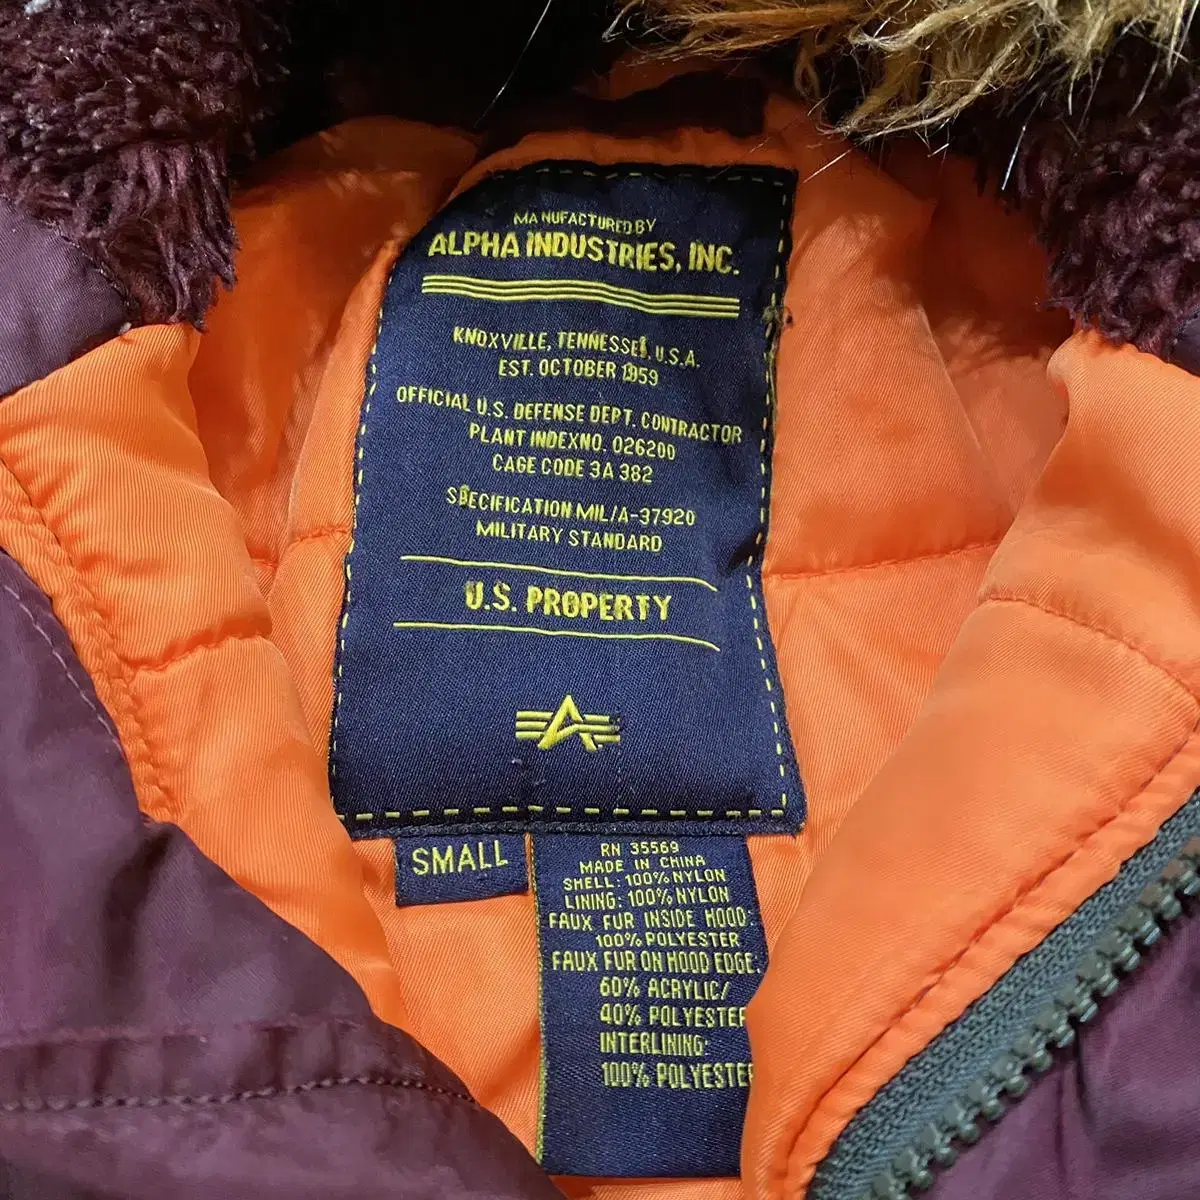 MANUFACTURED BY
ALPHA INDUSTRIES, INC.
KNOXVILLE, TENNESSEE, U.S.A.
EST. OCTOBER 1959
OFFICIAL U.S. DEFENSE DEPT. CONTRACTOR
PLANT INDEXNO. 026200
CAGE CODE 3A 382
SPECIFICATION MIL/A-37920
MILITARY STANDARD
U.S. PROPERTY
SMALL
RN 35569
MADE IN CHINA
SHELL: 100% NYLON
LINING: 100% NYLON
FAUX FUR INSIDE HOOD:
100% POLYESTER
FAUX FUR ON HOOD EDGE:
60% ACRYLIC/
40% POLYESTER
INTERLINING:
100% POLYESTER